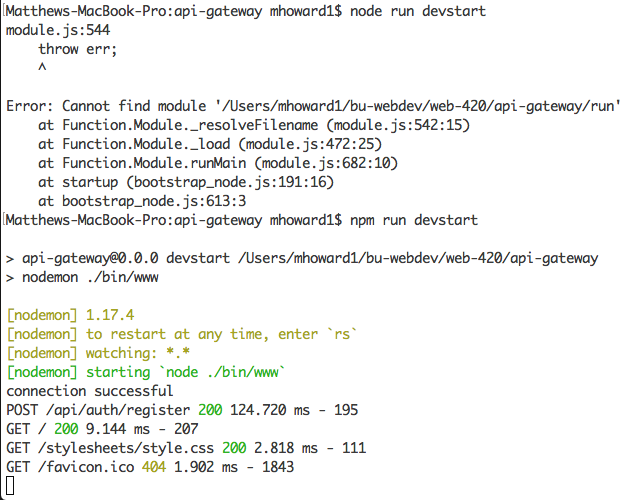 Matthews-MacBook-Pro:api-gateway mhoward1$ node run devstart
module.js:544
    throw err;
    ^

Error: Cannot find module '/Users/mhoward1/bu-webdev/web-420/api-gateway/run'
    at Function.Module._resolveFilename (module.js:542:15)
    at Function.Module._load (module.js:472:25)
    at Function.Module.runMain (module.js:682:10)
    at startup (bootstrap_node.js:191:16)
    at bootstrap_node.js:613:3
Matthews-MacBook-Pro:api-gateway mhoward1$ npm run devstart

> api-gateway@0.0.0 devstart /Users/mhoward1/bu-webdev/web-420/api-gateway
> nodemon ./bin/www

[nodemon] 1.17.4
[nodemon] to restart at any time, enter `rs`
[nodemon] watching: *.*
[nodemon] starting `node ./bin/www`
connection successful
POST /api/auth/register 200 124.720 ms - 195
GET / 200 9.144 ms - 207
GET /stylesheets/style.css 200 2.818 ms - 111
GET /favicon.ico 404 1.902 ms - 1843